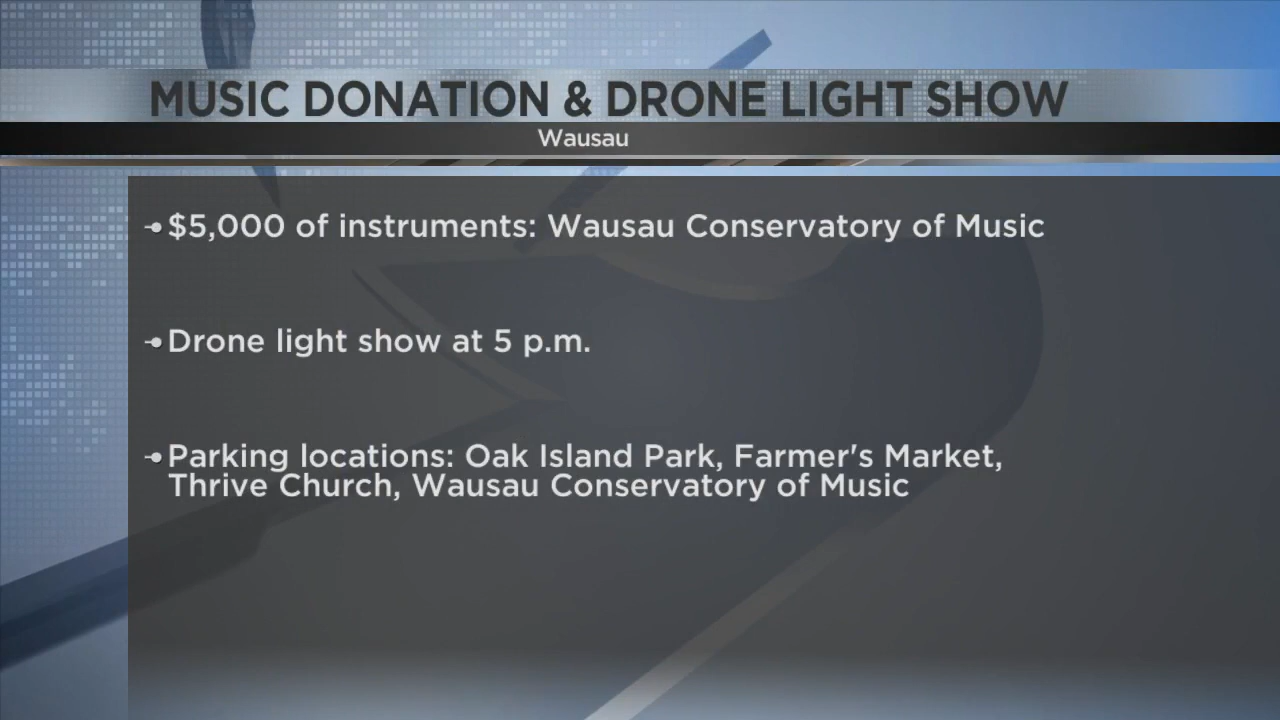 MUSIC DONATION & DRONE LIGHT SHOW
Wausau
$5,000 of instruments: Wausau Conservatory of Music
Drone light show at 5 p.m.
Parking locations: Oak Island Park, Farmer's Market,
Thrive Church, Wausau Conservatory of Music